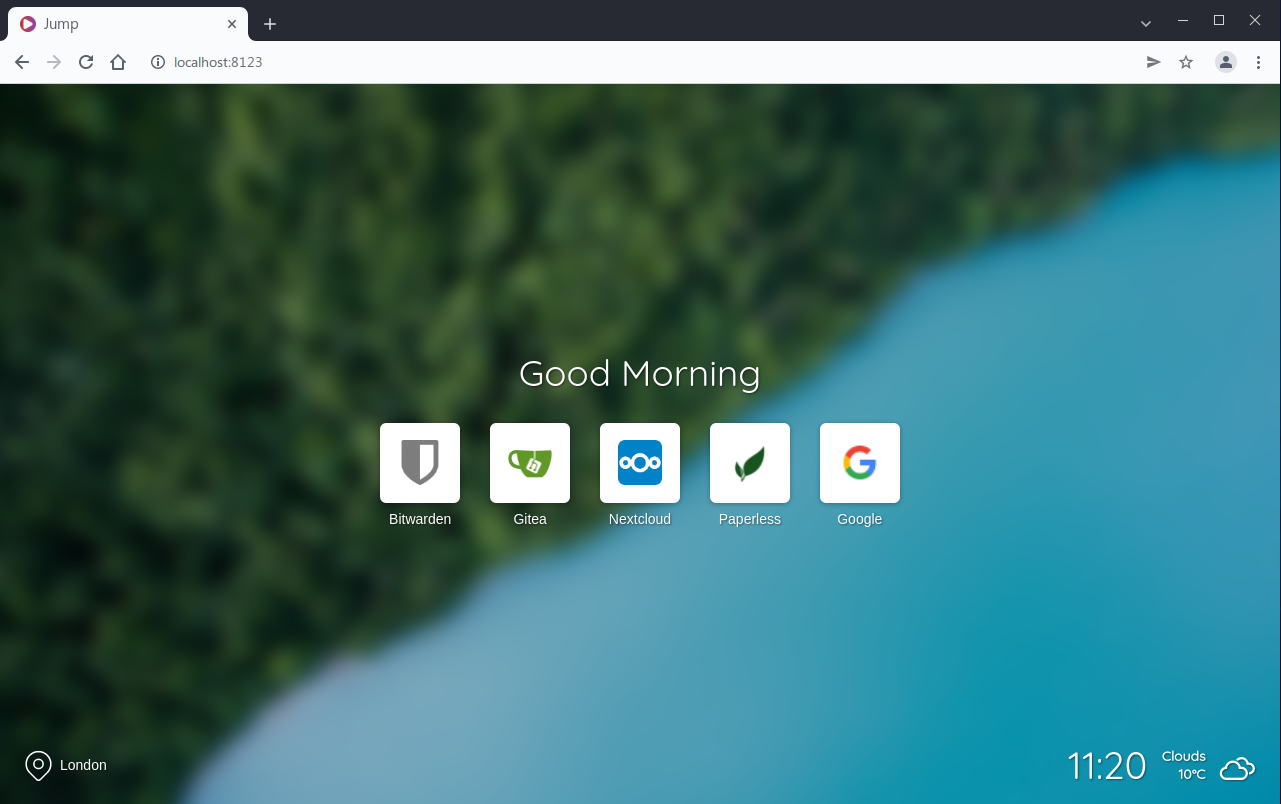 Jump
localhost:8123
Good Morning
Bitwarden
Gitea
Nextcloud
Paperless
Google
London
11:20
Clouds
10°C